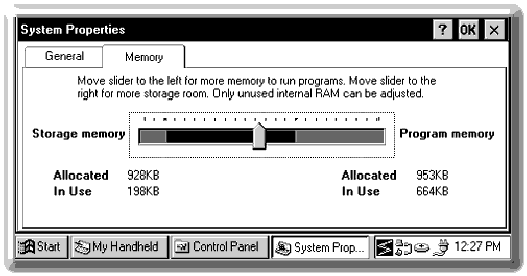 System Properties ? OK ×
General Memory
Move slider to the left for more memory to run programs. Move slider to the
right for more storage room. Only unused internal RAM can be adjusted.
Storage memory Program memory
Allocated 928KB Allocated 953KB
In Use 198KB In Use 664KB
Start My Handheld Control Panel System Prop... 12:27 PM